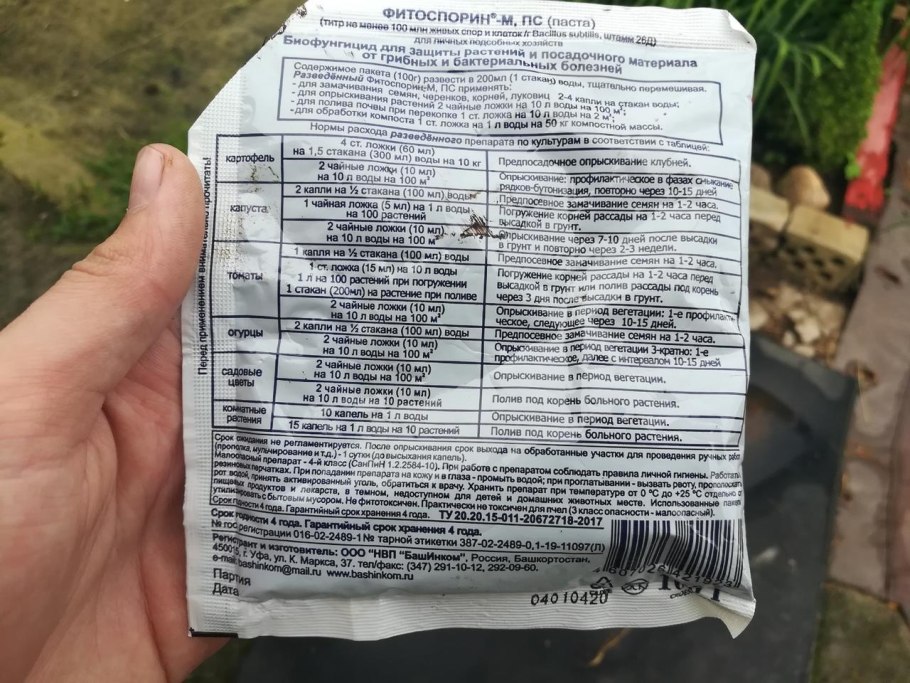 ФИТОСПОРИН®-М, ПС (паста)
(титр не менее 100 млн живых спор и клеток/г Bacillus subtilis, штамм 26Д)
для личных подсобных хозяйств
Биофунгицид для защиты растений и посадочного материала
от грибных и бактериальных болезней
Содержимое пакета (100г) развести в 200мл (1 стакан) воды, тщательно перемешивая.
Разведённый Фитоспорин-М, ПС применять:
- для замачивания семян, черенков, корней, луковиц 2-4 капли на стакан воды;
- для опрыскивания растений 2 чайные ложки на 10 л воды на 100 м²;
- для полива почвы при перекопке 1 ст. ложка на 10 л воды на 2 м²;
- для обработки компоста 1 ст. ложка на 1 л воды на 50 кг компостной массы.
Нормы расхода разведённого препарата по культурам в соответствии с таблицей:
картофель
4 ст. ложки (60 мл)
на 1,5 стакана (300 мл) воды на 10 кг
Предпосадочное опрыскивание клубней.
2 чайные ложки (10 мл)
на 10 л воды на 100 м²
Опрыскивание: профилактическое в фазах смыкание
рядков-бутонизация, повторно через 10-15 дней
капуста
2 капли на ½ стакана (100 мл) воды
Предпосевное замачивание семян на 1-2 часа.
1 чайная ложка (5 мл) на 1 л воды
на 100 растений
Погружение корней рассады на 1-2 часа перед
высадкой в грунт.
2 чайные ложки (10 мл)
на 10 л воды на 100 м²
Опрыскивание через 7-10 дней после высадки
в грунт и повторно через 2-3 недели.
томаты
1 капля на ½ стакана (100 мл) воды
Предпосевное замачивание семян на 1-2 часа.
1 ст. ложка (15 мл) на 10 л воды
1 л на 100 растений при погружении
1 стакан (200мл) на растение при поливе
Погружение корней рассады на 1-2 часа перед
высадкой в грунт или полив рассады под корень
через 3 дня после высадки в грунт.
2 чайные ложки (10 мл)
на 10 л воды на 100 м²
Опрыскивание в период вегетации: 1-е профилакти-
ческое, следующее через 10-15 дней.
огурцы
2 капли на ½ стакана (100 мл) воды
Предпосевное замачивание семян на 1-2 часа.
2 чайные ложки (10 мл)
на 10 л воды на 100 м²
Опрыскивание в период вегетации 3-кратно: 1-е
профилактическое, далее с интервалом 10-15 дней
садовые
цветы
2 чайные ложки (10 мл)
на 10 л воды на 100 м²
Опрыскивание в период вегетации.
2 чайные ложки (10 мл)
на 10 л воды на 10 растений
Полив под корень больного растения.
комнатные
растения
10 капель на 1 л воды
Опрыскивание в период вегетации.
15 капель на 1 л воды на 10 растений
Полив под корень больного растения.
Перед применением внимательно прочитать!
Срок ожидания не регламентируется. После опрыскивания срок выхода на обработанные участки для проведения ручных работ
(прополка, мульчирование и т.д.) - 1 сутки (до высыхания капель).
Малоопасный препарат - 4-й класс (СанПиН 1.2.2584-10). При работе с препаратом соблюдать правила личной гигиены. Работать
резиновых перчатках. При попадании препарата на кожу и в глаза - промыть водой; при проглатывании - вызвать рвоту, прополоскать
рот водой, принять активированный уголь, обратиться к врачу. Хранить препарат при температуре от 0 °С до +25 °С отдельно от
пищевых продуктов и лекарств, в темном, недоступном для детей и домашних животных месте. Использованные пакеты
утилизировать с бытовым мусором. Не фитотоксичен. Практически не токсичен для пчел (3 класс опасности - малоопасный).
Срок годности 4 года. Гарантийный срок хранения 4 года. ТУ 20.20.15-011-20672718-2017
Срок годности 4 года. Гарантийный срок хранения 4 года.
№ гос.регистрации 016-02-2489-1 № тарной этикетки 387-02-2489-0,1-19-11097(Л)
Регистрант и изготовитель: ООО "НВП "БашИнком", Россия, Башкортостан,
450015, г. Уфа, ул. К. Маркса, 37. тел/факс: (347) 291-10-12, 292-09-60.
e-mail: bashinkom@mail.ru www.bashinkom.ru
Партия
Дата
04010420